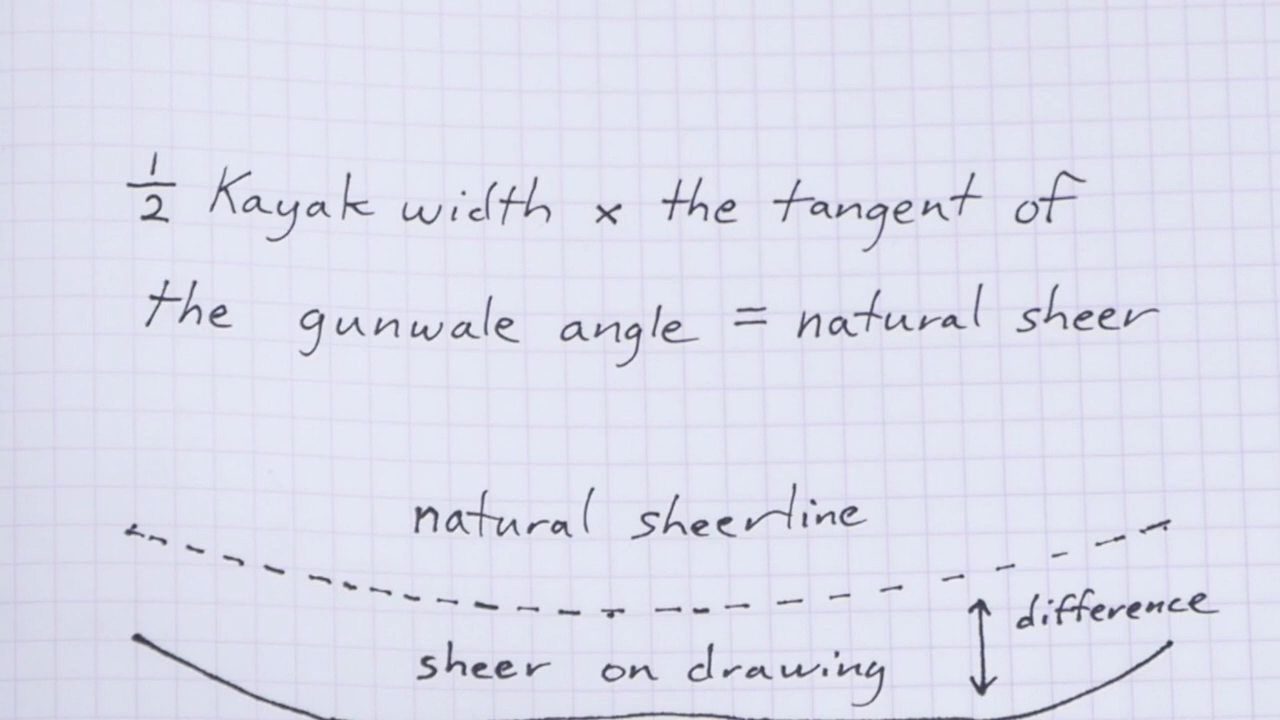 ½ Kayak width × the tangent of
the gunwale angle = natural sheer
natural sheerline
difference
sheer on drawing